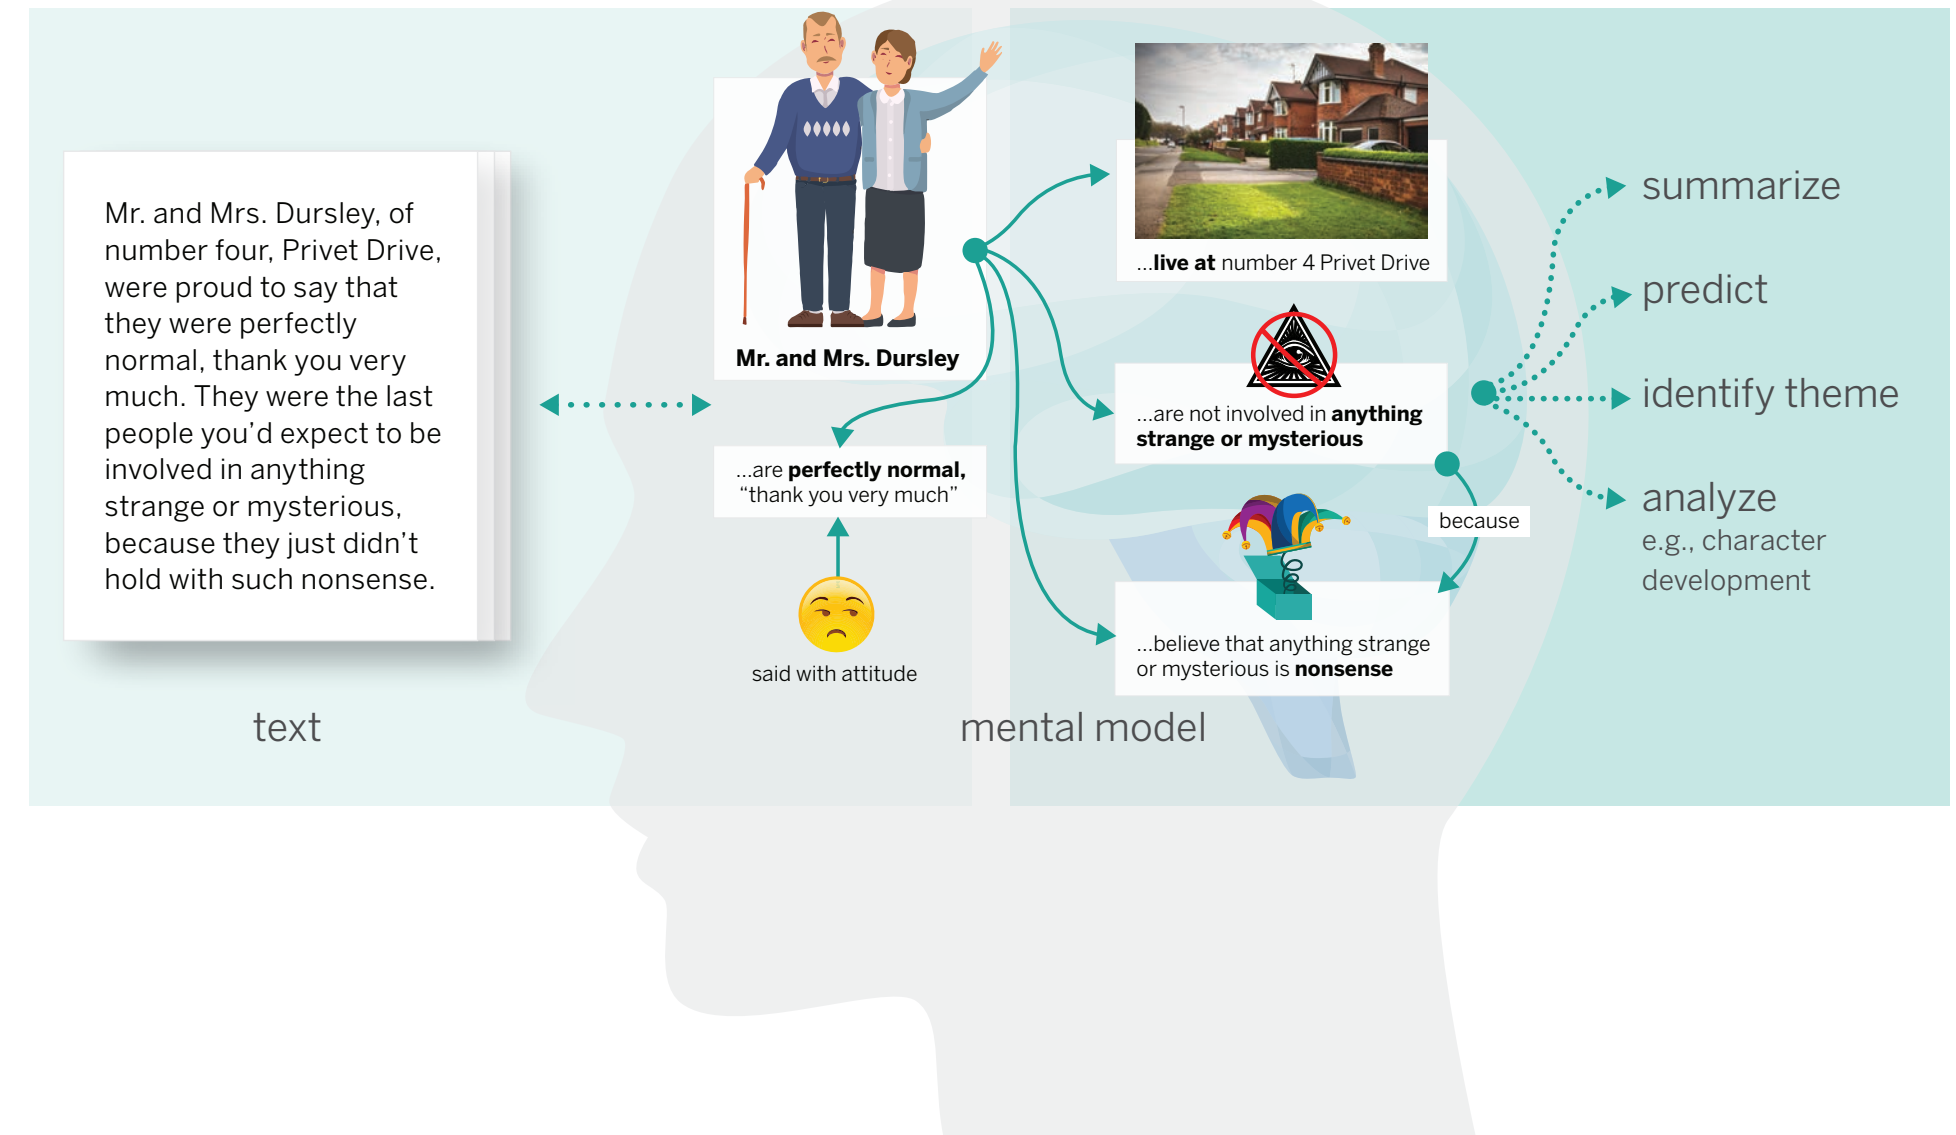 Mr. and Mrs. Dursley, of
number four, Privet Drive,
were proud to say that
they were perfectly
normal, thank you very
much. They were the last
people you’d expect to be
involved in anything
strange or mysterious,
because they just didn’t
hold with such nonsense.
text
Mr. and Mrs. Dursley
...are perfectly normal,
“thank you very much”
said with attitude
mental model
...live at number 4 Privet Drive
...are not involved in anything
strange or mysterious
because
...believe that anything strange
or mysterious is nonsense
summarize
predict
identify theme
analyze
e.g., character
development